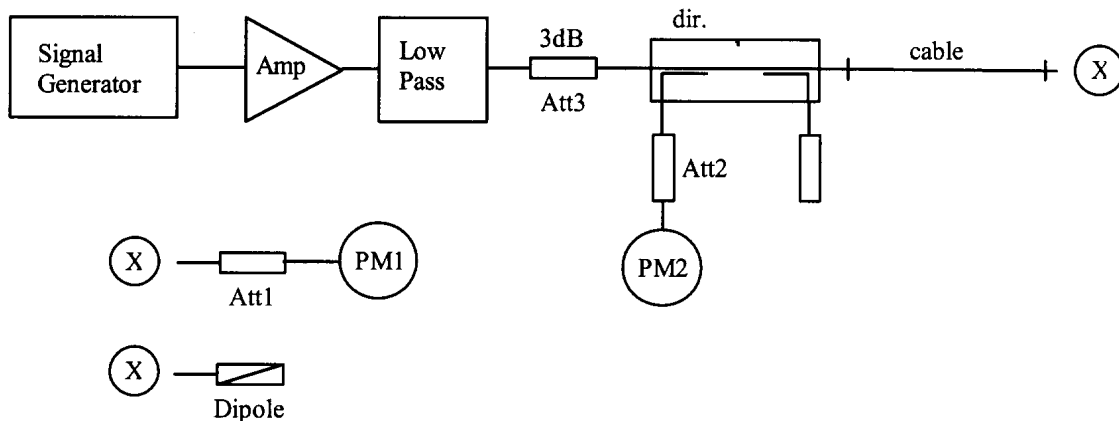 Signal
Generator
Amp
Low
Pass
3dB
Att3
dir.
cable
X
Att2
PM2
X
Att1
PM1
X
Dipole